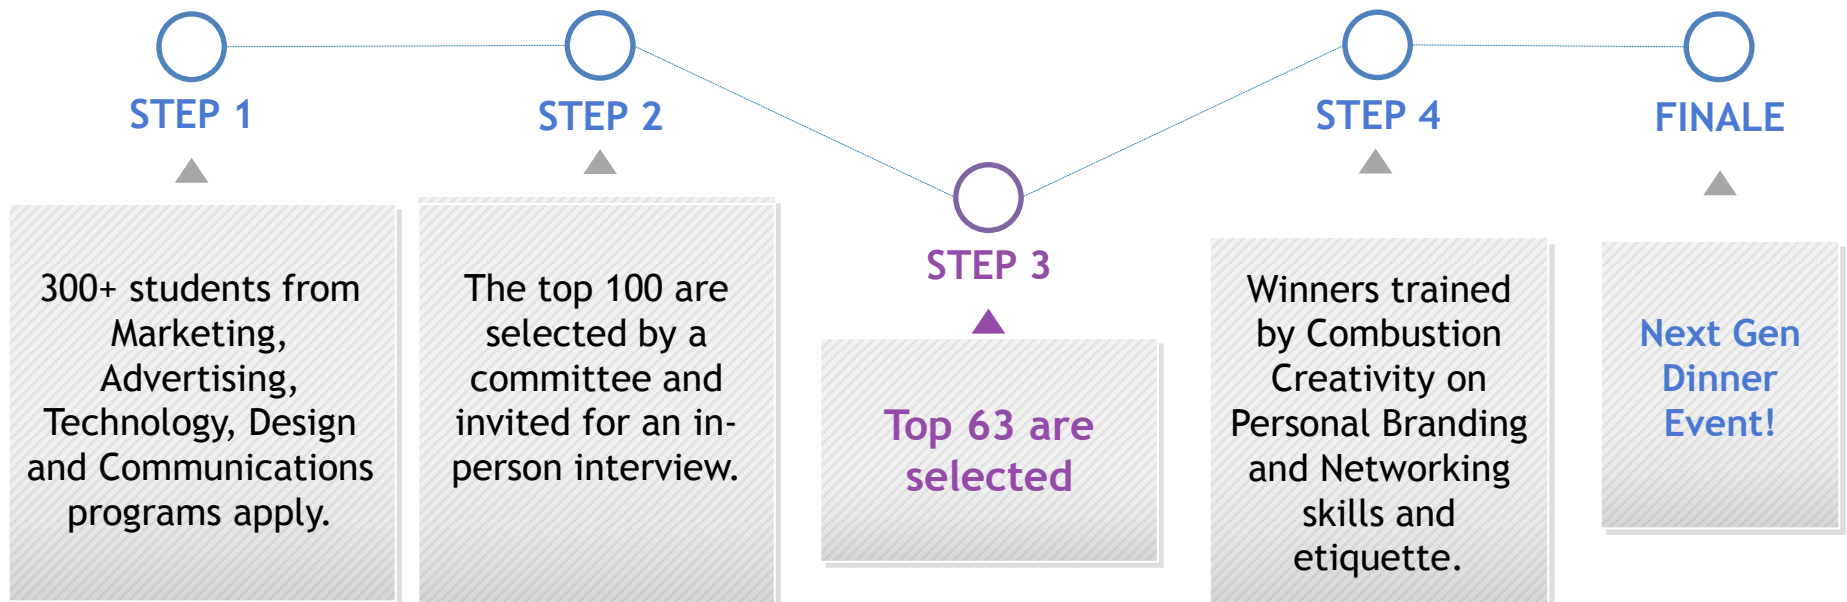 STEP 1
300+ students from
Marketing,
Advertising,
Technology, Design
and Communications
programs apply.
STEP 2
The top 100 are
selected by a
committee and
invited for an in-
person interview.
STEP 3
Top 63 are
selected
STEP 4
Winners trained
by Combustion
Creativity on
Personal Branding
and Networking
skills and
etiquette.
FINALE
Next Gen
Dinner
Event!